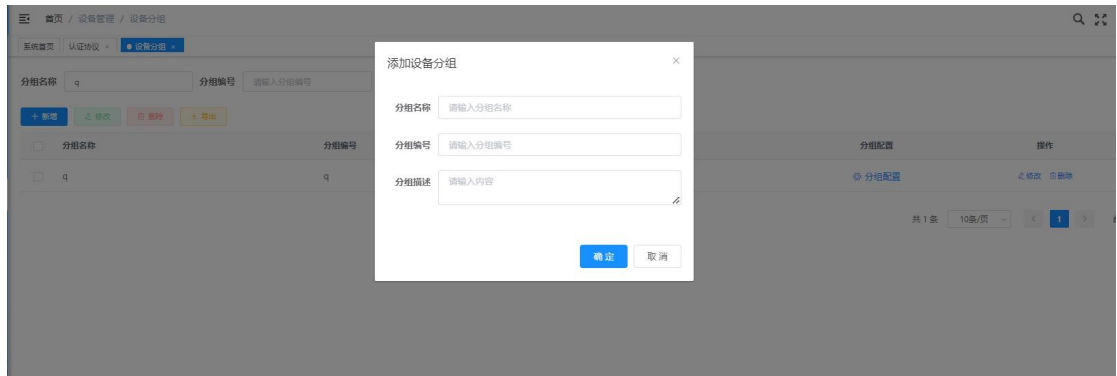 首页 / 设备管理 / 设备分组
系统首页 认证协议 × 设备分组 ×
分组名称 q 分组编号 请输入分组编号
+ 新增 修改 删除 导出
分组名称 分组编号 分组配置 操作
q q 分组配置 修改 删除
共 1 条 10条/页 < 1 >
添加设备分组 ×
分组名称 请输入分组名称
分组编号 请输入分组编号
分组描述 请输入内容
确定 取消